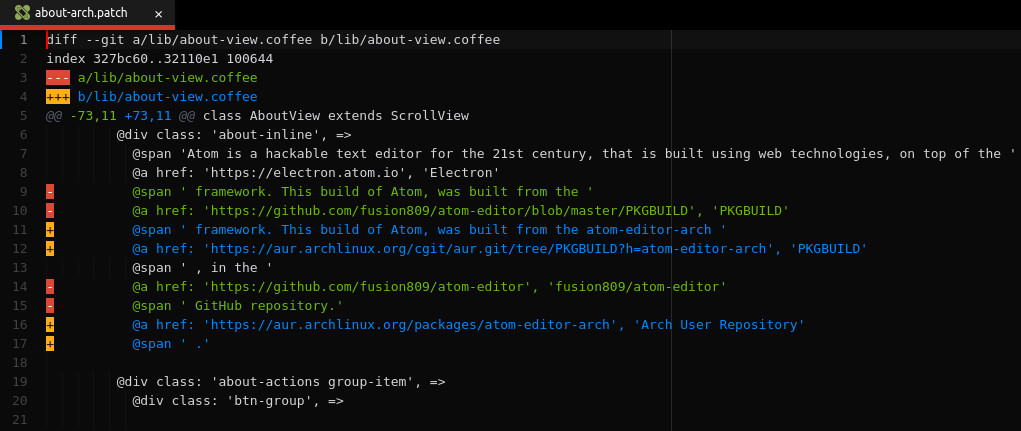 about-arch.patch ×
1 diff --git a/lib/about-view.coffee b/lib/about-view.coffee
2 index 327bc60..32110e1 100644
3 --- a/lib/about-view.coffee
4 +++ b/lib/about-view.coffee
5 @@ -73,11 +73,11 @@ class AboutView extends ScrollView
6          @div class: 'about-inline', =>
7            @span 'Atom is a hackable text editor for the 21st century, that is built using web technologies, on top of the '
8            @a href: 'https://electron.atom.io', 'Electron'
9 -          @span ' framework. This build of Atom, was built from the '
10 -          @a href: 'https://github.com/fusion809/atom-editor/blob/master/PKGBUILD', 'PKGBUILD'
11 +          @span ' framework. This build of Atom, was built from the atom-editor-arch '
12 +          @a href: 'https://aur.archlinux.org/cgit/aur.git/tree/PKGBUILD?h=atom-editor-arch', 'PKGBUILD'
13            @span ' , in the '
14 -          @a href: 'https://github.com/fusion809/atom-editor', 'fusion809/atom-editor'
15 -          @span ' GitHub repository.'
16 +          @a href: 'https://aur.archlinux.org/packages/atom-editor-arch', 'Arch User Repository'
17 +          @span ' .'
18
19          @div class: 'about-actions group-item', =>
20            @div class: 'btn-group', =>
21